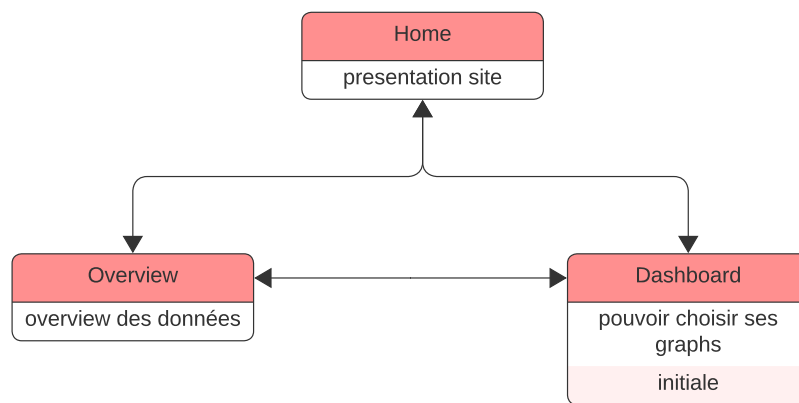 Home
presentation site
Overview
overview des données
Dashboard
pouvoir choisir ses
graphs
initiale